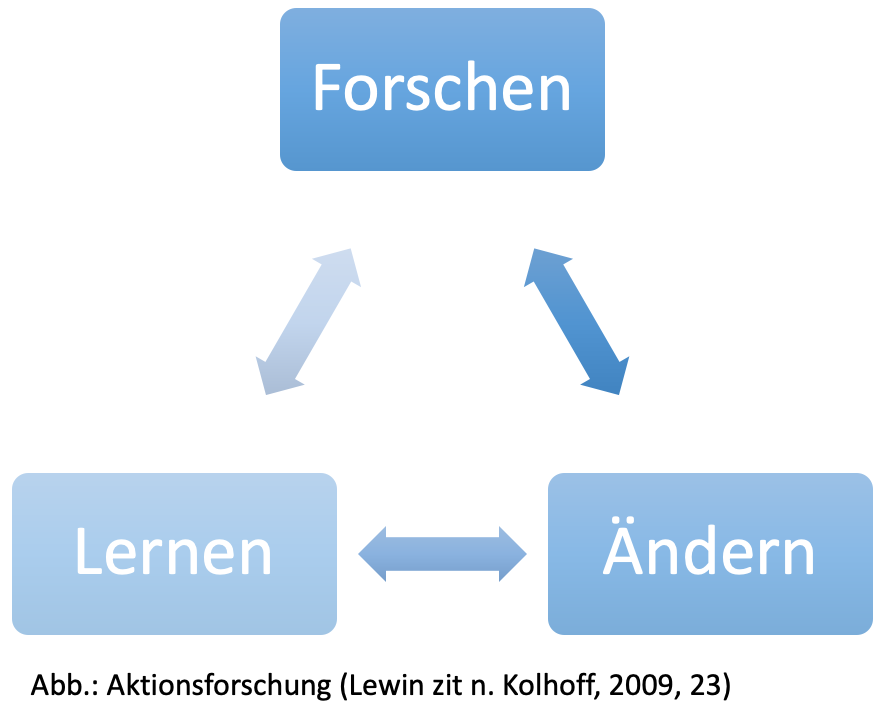 Forschen
Lernen
Ändern
Abb.: Aktionsforschung (Lewin zit n. Kolhoff, 2009, 23)